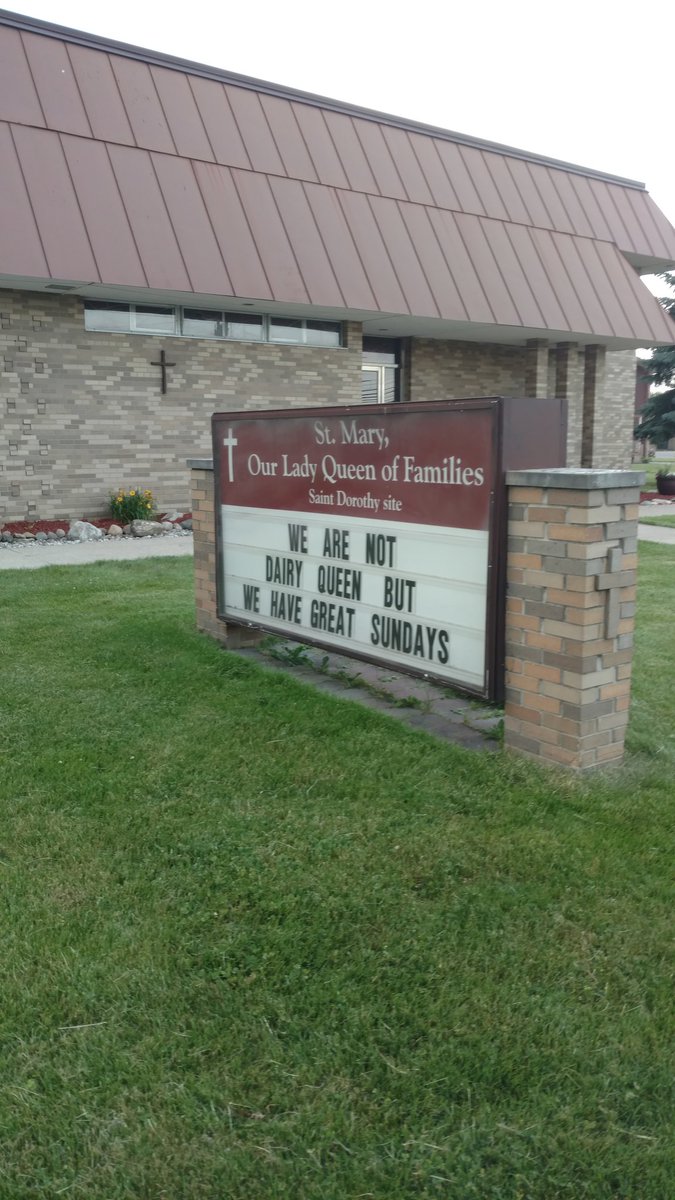 St. Mary,
Our Lady Queen of Families
Saint Dorothy site
WE ARE NOT
DAIRY QUEEN BUT
WE HAVE GREAT SUNDAYS